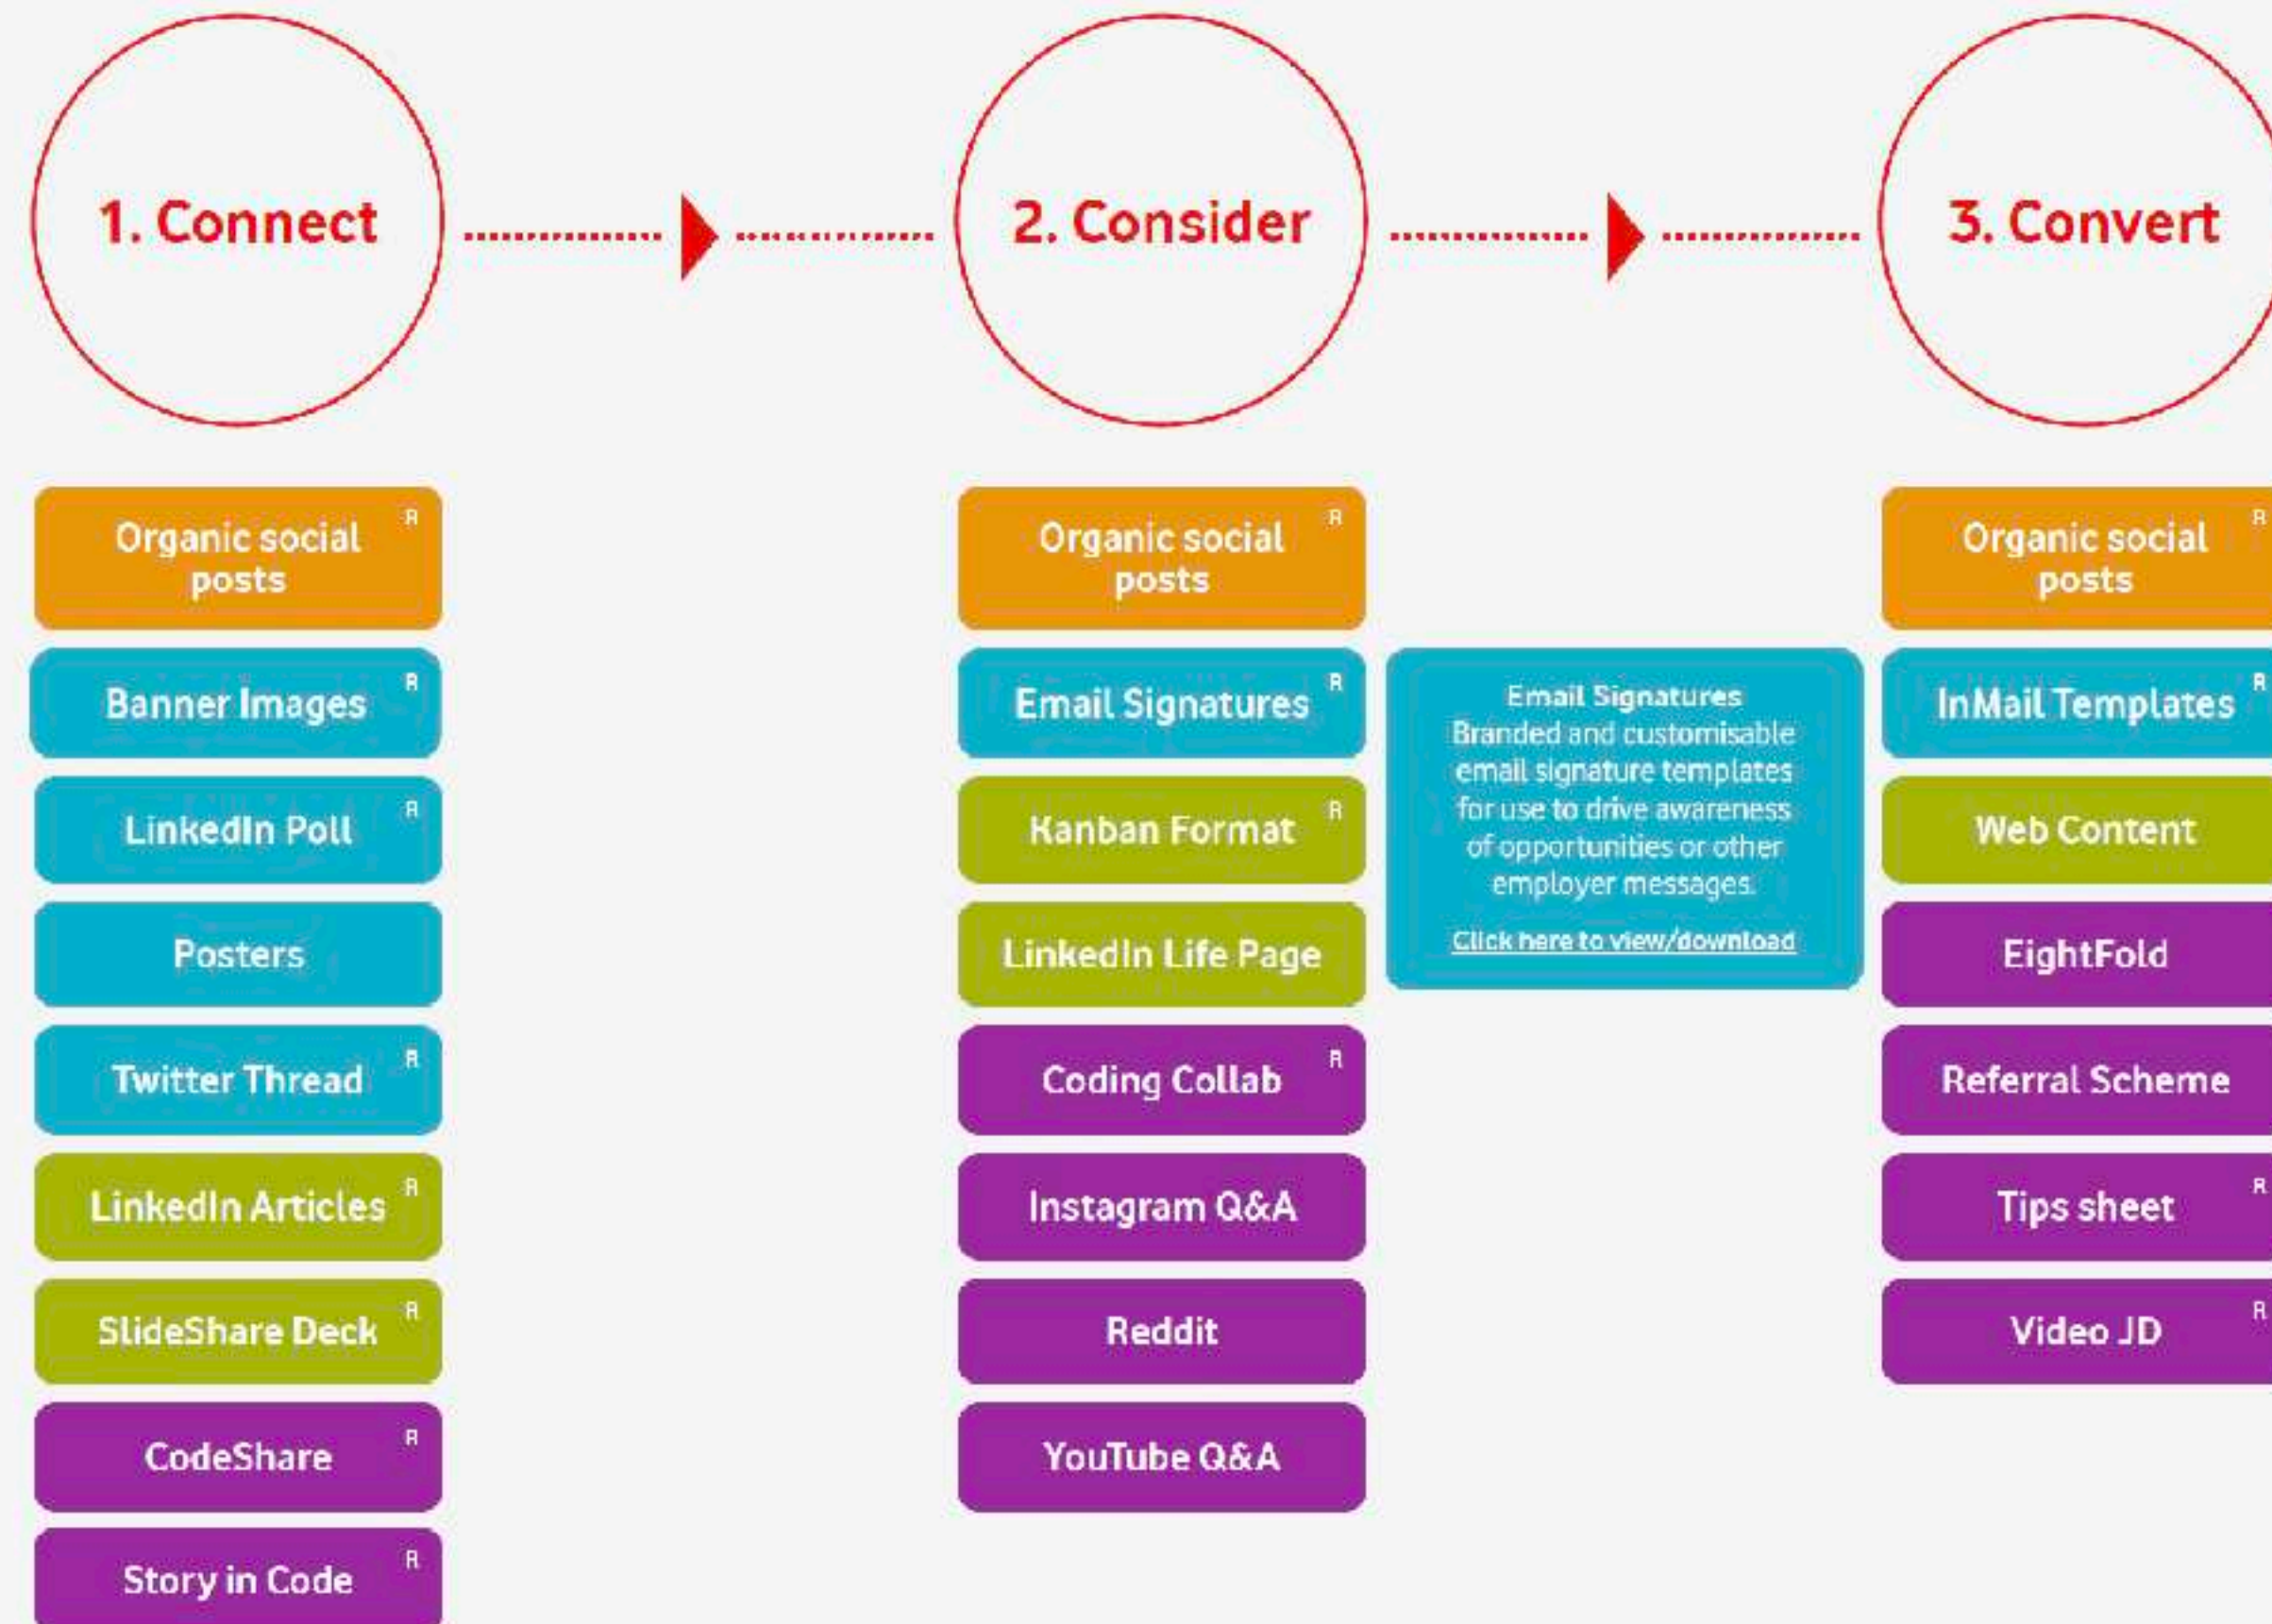 1. Connect
2. Consider
3. Convert
Organic social
posts
R
Banner Images
R
LinkedIn Poll
R
Posters
Twitter Thread
R
LinkedIn Articles
R
SlideShare Deck
R
CodeShare
R
Story in Code
R
Organic social
posts
R
Email Signatures
R
Kanban Format
R
LinkedIn Life Page
Coding Collab
R
Instagram Q&A
Reddit
YouTube Q&A
Email Signatures
Branded and customisable
email signature templates
for use to drive awareness
of opportunities or other
employer messages.
Click here to view/download
Organic social
posts
R
InMail Templates
R
Web Content
EightFold
Referral Scheme
Tips sheet
R
Video JD
R